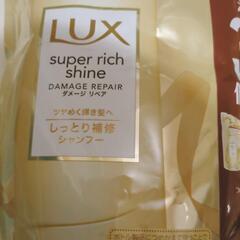 LUX
super rich
shine
DAMAGE REPAIR
ダメージ リペア
ツヤめく輝き髪へ
しっとり補修
シャンプー